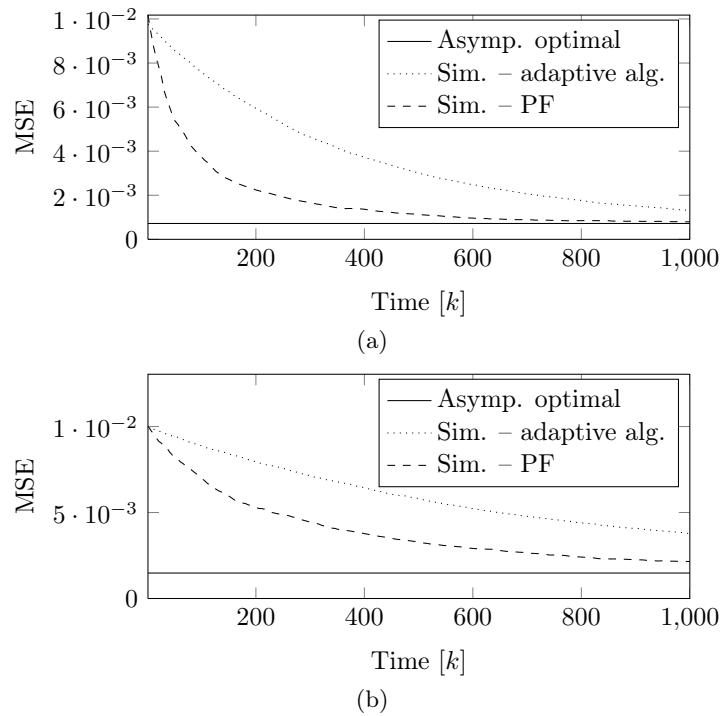 1 · 10⁻²
8 · 10⁻³
6 · 10⁻³
4 · 10⁻³
2 · 10⁻³
0
MSE
Asymp. optimal
Sim. – adaptive alg.
Sim. – PF
200 400 600 800 1,000
Time [k]
(a)
1 · 10⁻²
5 · 10⁻³
0
MSE
Asymp. optimal
Sim. – adaptive alg.
Sim. – PF
200 400 600 800 1,000
Time [k]
(b)